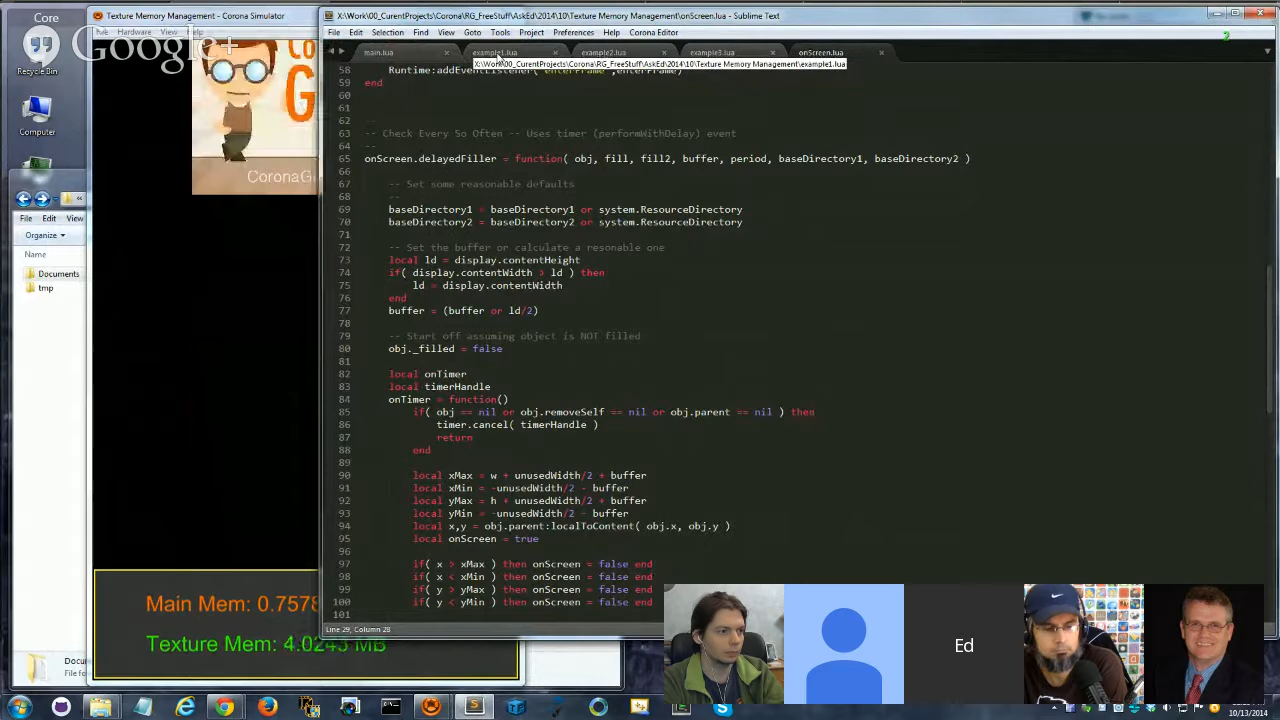 Core
Texture Memory Management - Corona Simulator
X:\Work\00_CurentProjects\Corona\RG_FreeStuff\AskEd\2014\10\Texture Memory Management\onScreen.lua - Sublime Text
File Hardware Window View Help
File Edit Selection Find View Goto Tools Project Preferences Help Corona Editor
Google+
3
Recycle Bin
main.lua
example1.lua
example2.lua
example3.lua
onScreen.lua
X:\Work\00_CurentProjects\Corona\RG_FreeStuff\AskEd\2014\10\Texture Memory Management\example1.lua
58 Runtime:addEventListener( "enterFrame", enterFrame)
59 end
60
61
62 --
63 -- Check Every So Often -- Uses timer (performWithDelay) event
64 --
65 onScreen.delayedFiller = function( obj, fill, fill2, buffer, period, baseDirectory1, baseDirectory2 )
66
67 -- Set some reasonable defaults
68 --
69 baseDirectory1 = baseDirectory1 or system.ResourceDirectory
70 baseDirectory2 = baseDirectory2 or system.ResourceDirectory
71
72 -- Set the buffer or calculate a resonable one
73 local ld = display.contentHeight
74 if( display.contentWidth > ld ) then
75 ld = display.contentWidth
76 end
77 buffer = (buffer or ld/2)
78
79 -- Start off assuming object is NOT filled
80 obj._filled = false
81
82 local onTimer
83 local timerHandle
84 onTimer = function()
85 if( obj == nil or obj.removeSelf == nil or obj.parent == nil ) then
86 timer.cancel( timerHandle )
87 return
88 end
89
90 local xMax = w + unusedWidth/2 + buffer
91 local xMin = -unusedWidth/2 - buffer
92 local yMax = h + unusedWidth/2 + buffer
93 local yMin = -unusedWidth/2 - buffer
94 local x,y = obj.parent:localToContent( obj.x, obj.y )
95 local onScreen = true
96
97 if( x > xMax ) then onScreen = false end
98 if( x < xMin ) then onScreen = false end
99 if( y > yMax ) then onScreen = false end
100 if( y < yMin ) then onScreen = false end
101
Line 29, Column 28
Computer
CoronaG
File Edit View
Organize
Name
Documents
tmp
Main Mem: 0.7578
Texture Mem: 4.0243 MB
Ed
10/13/2014